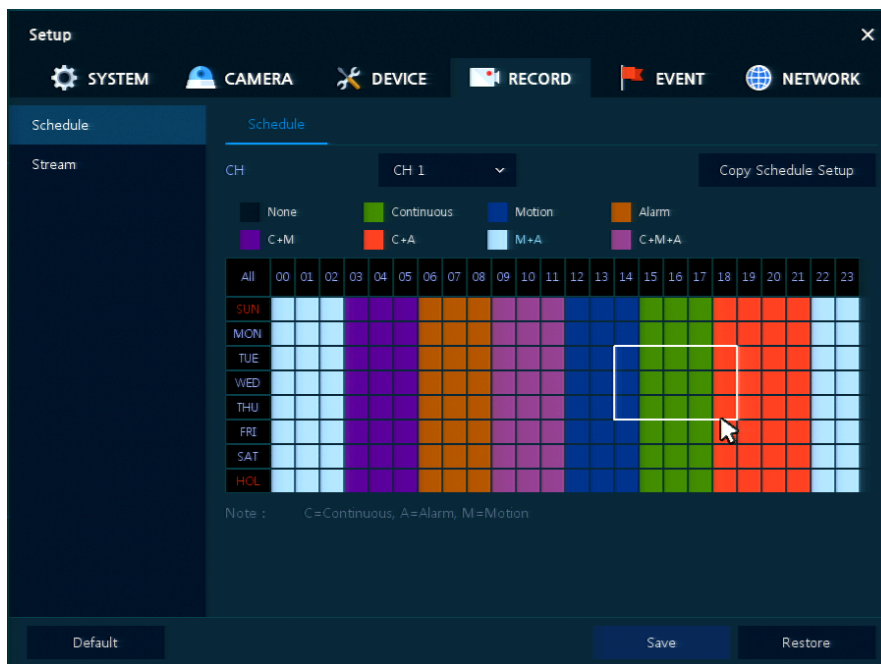 Setup
SYSTEM CAMERA DEVICE RECORD EVENT NETWORK
Schedule
Schedule
Stream
CH CH 1 Copy Schedule Setup
None Continuous Motion Alarm
C+M C+A M+A C+M+A
All 00 01 02 03 04 05 06 07 08 09 10 11 12 13 14 15 16 17 18 19 20 21 22 23
SUN
MON
TUE
WED
THU
FRI
SAT
HOL
Note : C=Continuous, A=Alarm, M=Motion
Default Save Restore